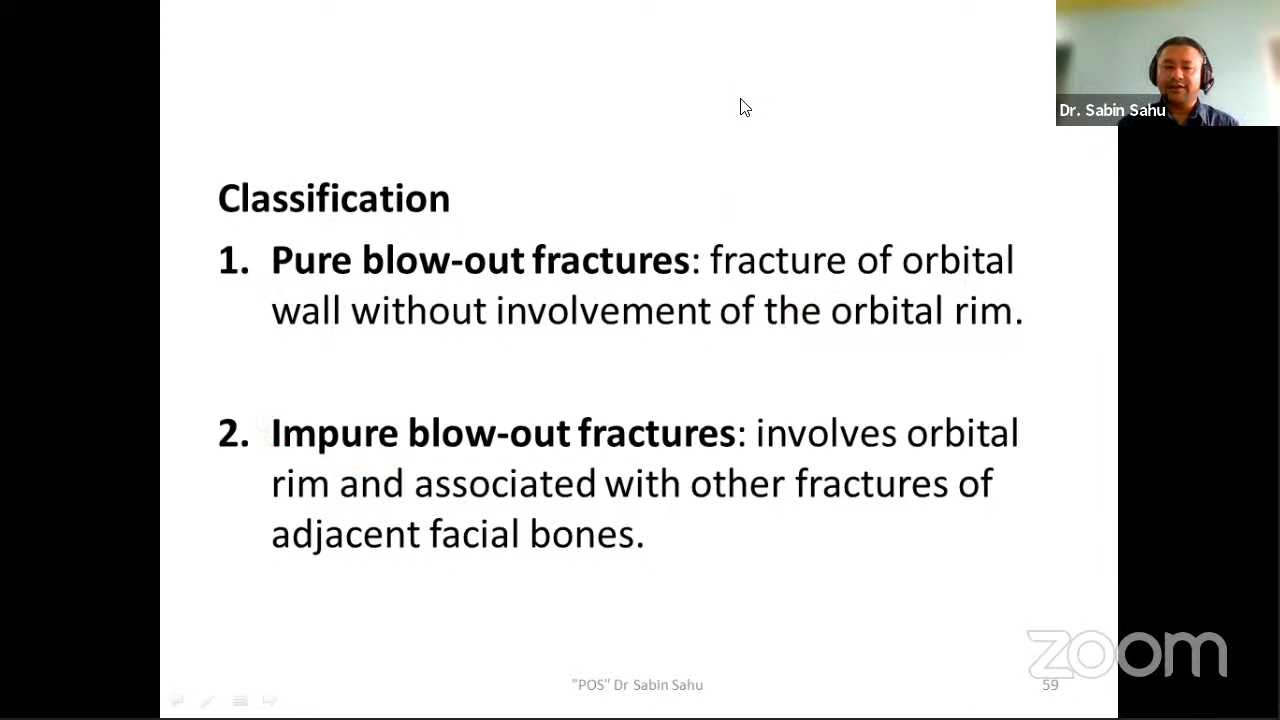 Dr. Sabin Sahu
Classification
1. Pure blow-out fractures: fracture of orbital
wall without involvement of the orbital rim.
2. Impure blow-out fractures: involves orbital
rim and associated with other fractures of
adjacent facial bones.
zoom
"POS" Dr Sabin Sahu
59